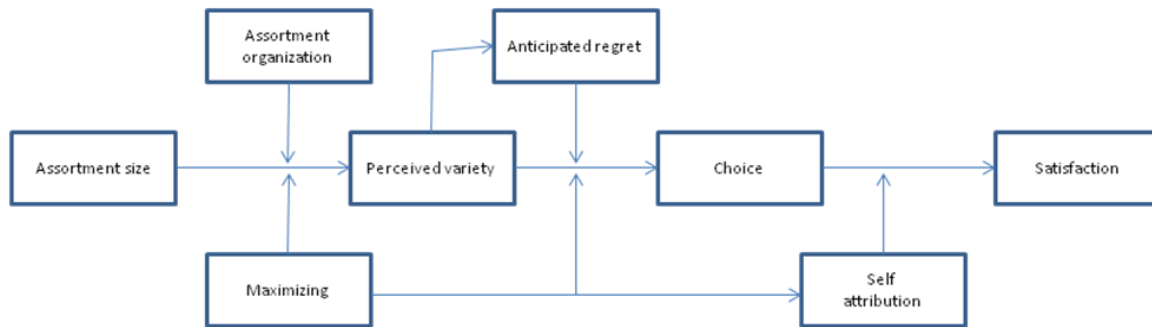 Assortment
organization
Anticipated regret
Assortment size
Perceived variety
Choice
Satisfaction
Maximizing
Self
attribution